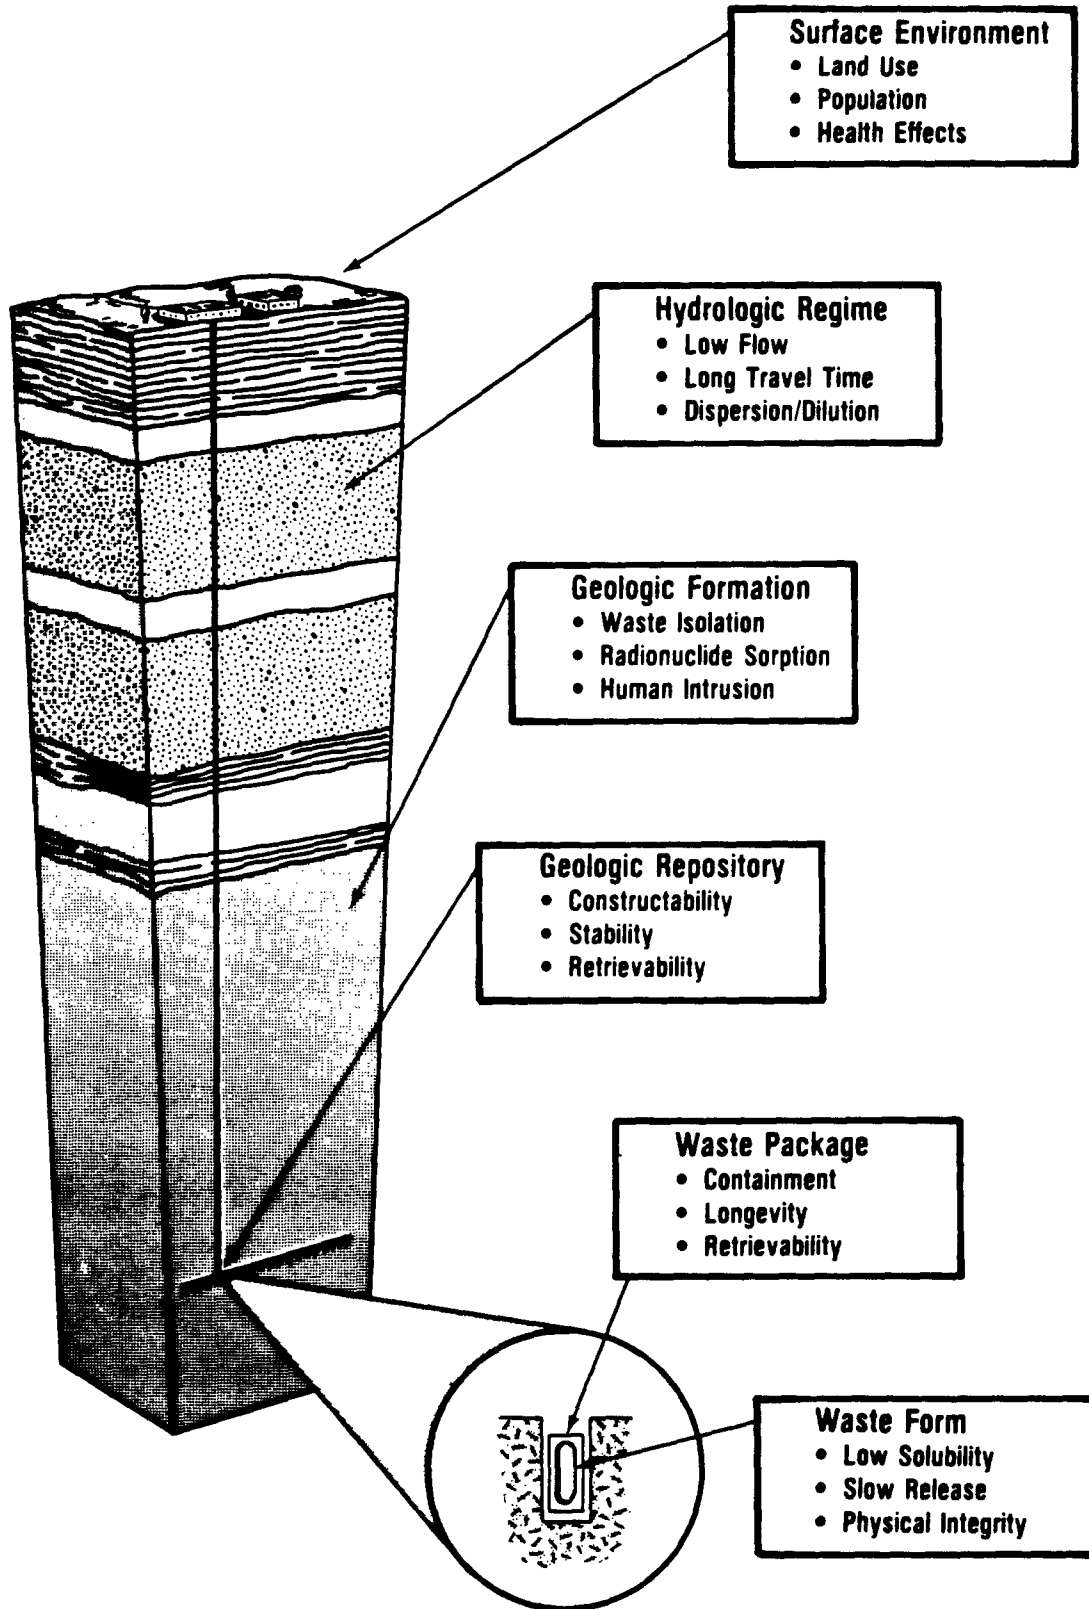 Surface Environment
• Land Use
• Population
• Health Effects
Hydrologic Regime
• Low Flow
• Long Travel Time
• Dispersion/Dilution
Geologic Formation
• Waste Isolation
• Radionuclide Sorption
• Human Intrusion
Geologic Repository
• Constructability
• Stability
• Retrievability
Waste Package
• Containment
• Longevity
• Retrievability
Waste Form
• Low Solubility
• Slow Release
• Physical Integrity